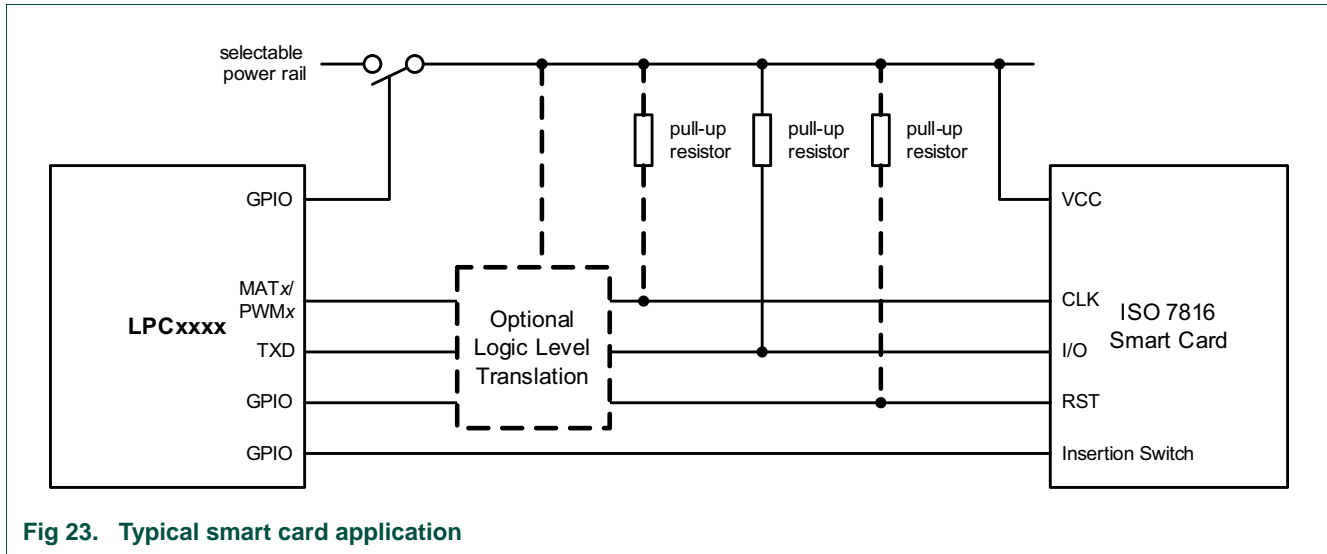 selectable
power rail
pull-up
resistor
pull-up
resistor
pull-up
resistor
GPIO
VCC
MATx/
PWMx
CLK
LPCxxxx
Optional
Logic Level
Translation
ISO 7816
Smart Card
TXD
I/O
GPIO
RST
GPIO
Insertion Switch
Fig 23. Typical smart card application